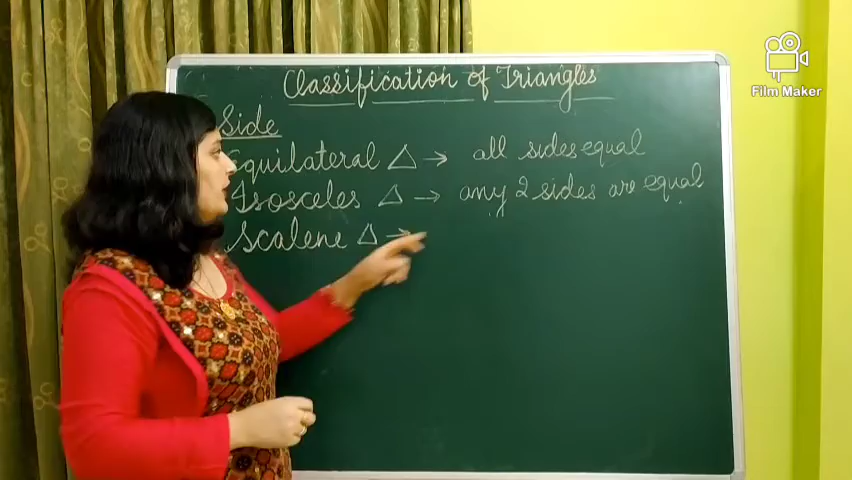 Classification of Triangles
Side
Equilateral △ → all sides equal
Isosceles △ → any 2 sides are equal
Scalene △ →
Film Maker